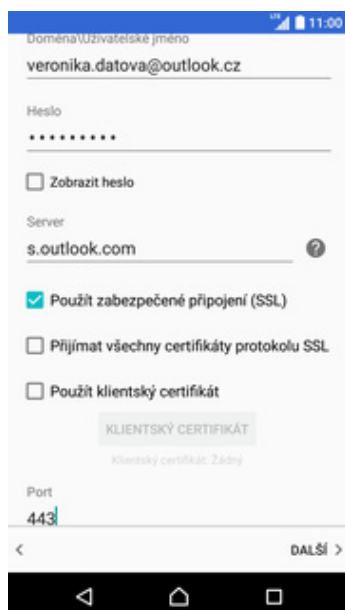 LTE 11:00
Doména\Uživatelské jméno
veronika.datova@outlook.cz
Heslo
•••••••••
Zobrazit heslo
Server
s.outlook.com
Použít zabezpečené připojení (SSL)
Přijímat všechny certifikáty protokolu SSL
Použít klientský certifikát
KLIENTSKÝ CERTIFIKÁT
Klientský certifikát: Žádný
Port
443
DALŠÍ